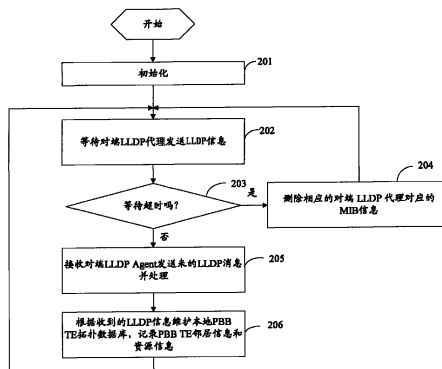 开始
初始化
201
等待对端LLDP代理发送LLDP信息
202
等待超时吗?
203
是
删除相应的对端 LLDP 代理对应的
MIB信息
204
否
接收对端LLDP Agent发送来的LLDP消息
并处理
205
根据收到的LLDP信息维护本地PBB
TE拓扑数据库，记录PBB TE邻居信息和
资源信息
206